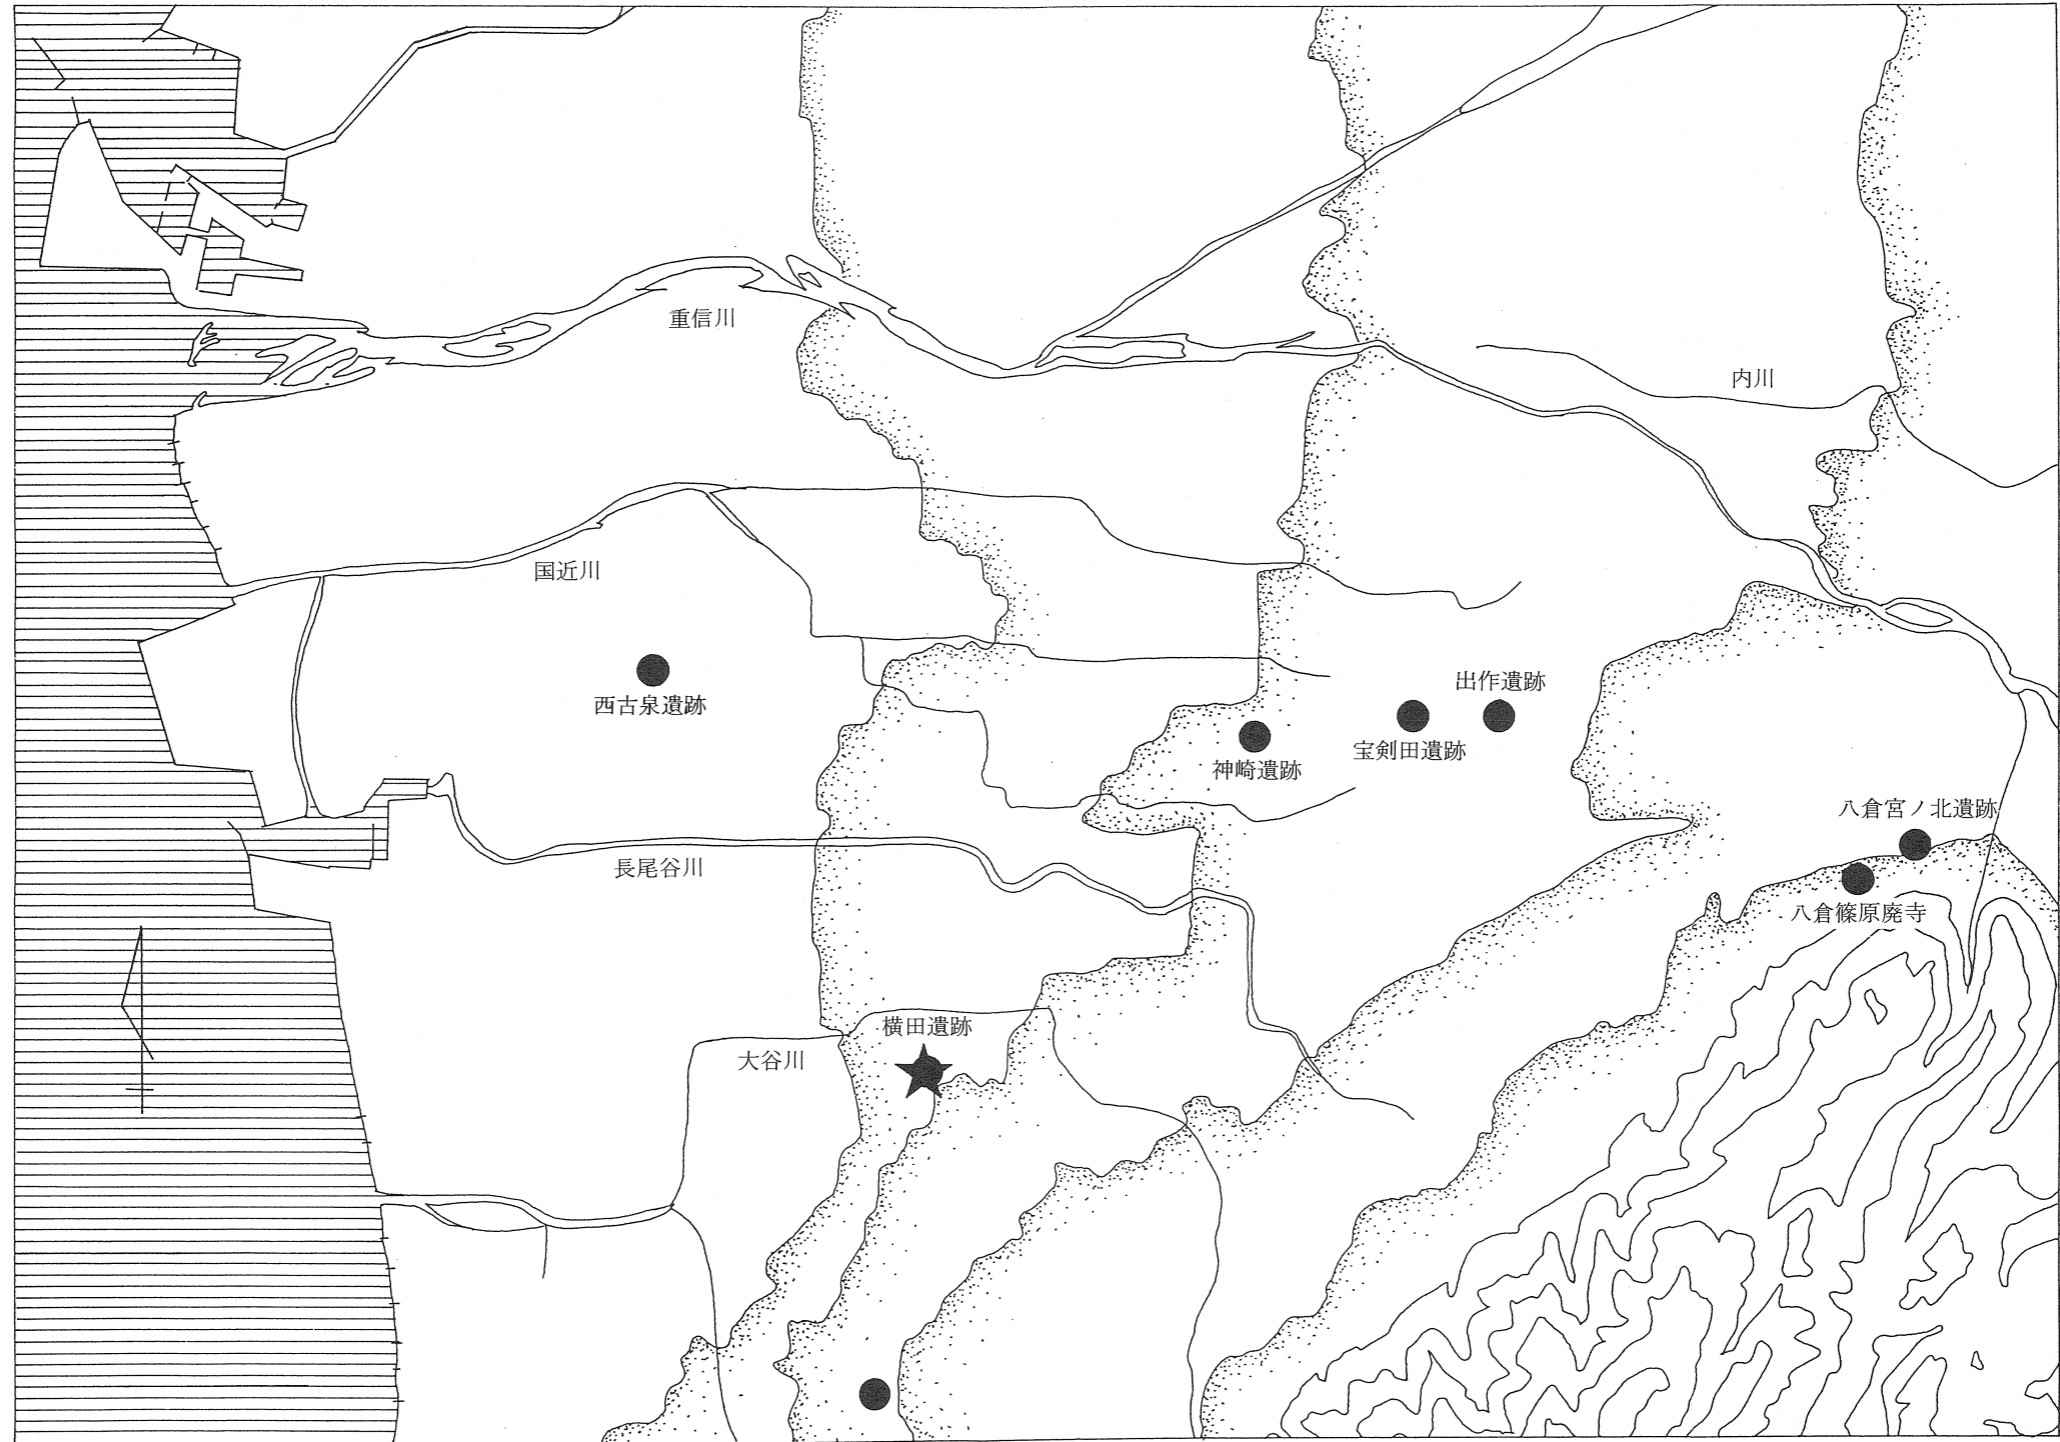 重信川
内川
国近川
出作遺跡
西古泉遺跡
宝剣田遺跡
神崎遺跡
八倉宮ノ北遺跡
長尾谷川
八倉篠原廃寺
横田遺跡
大谷川